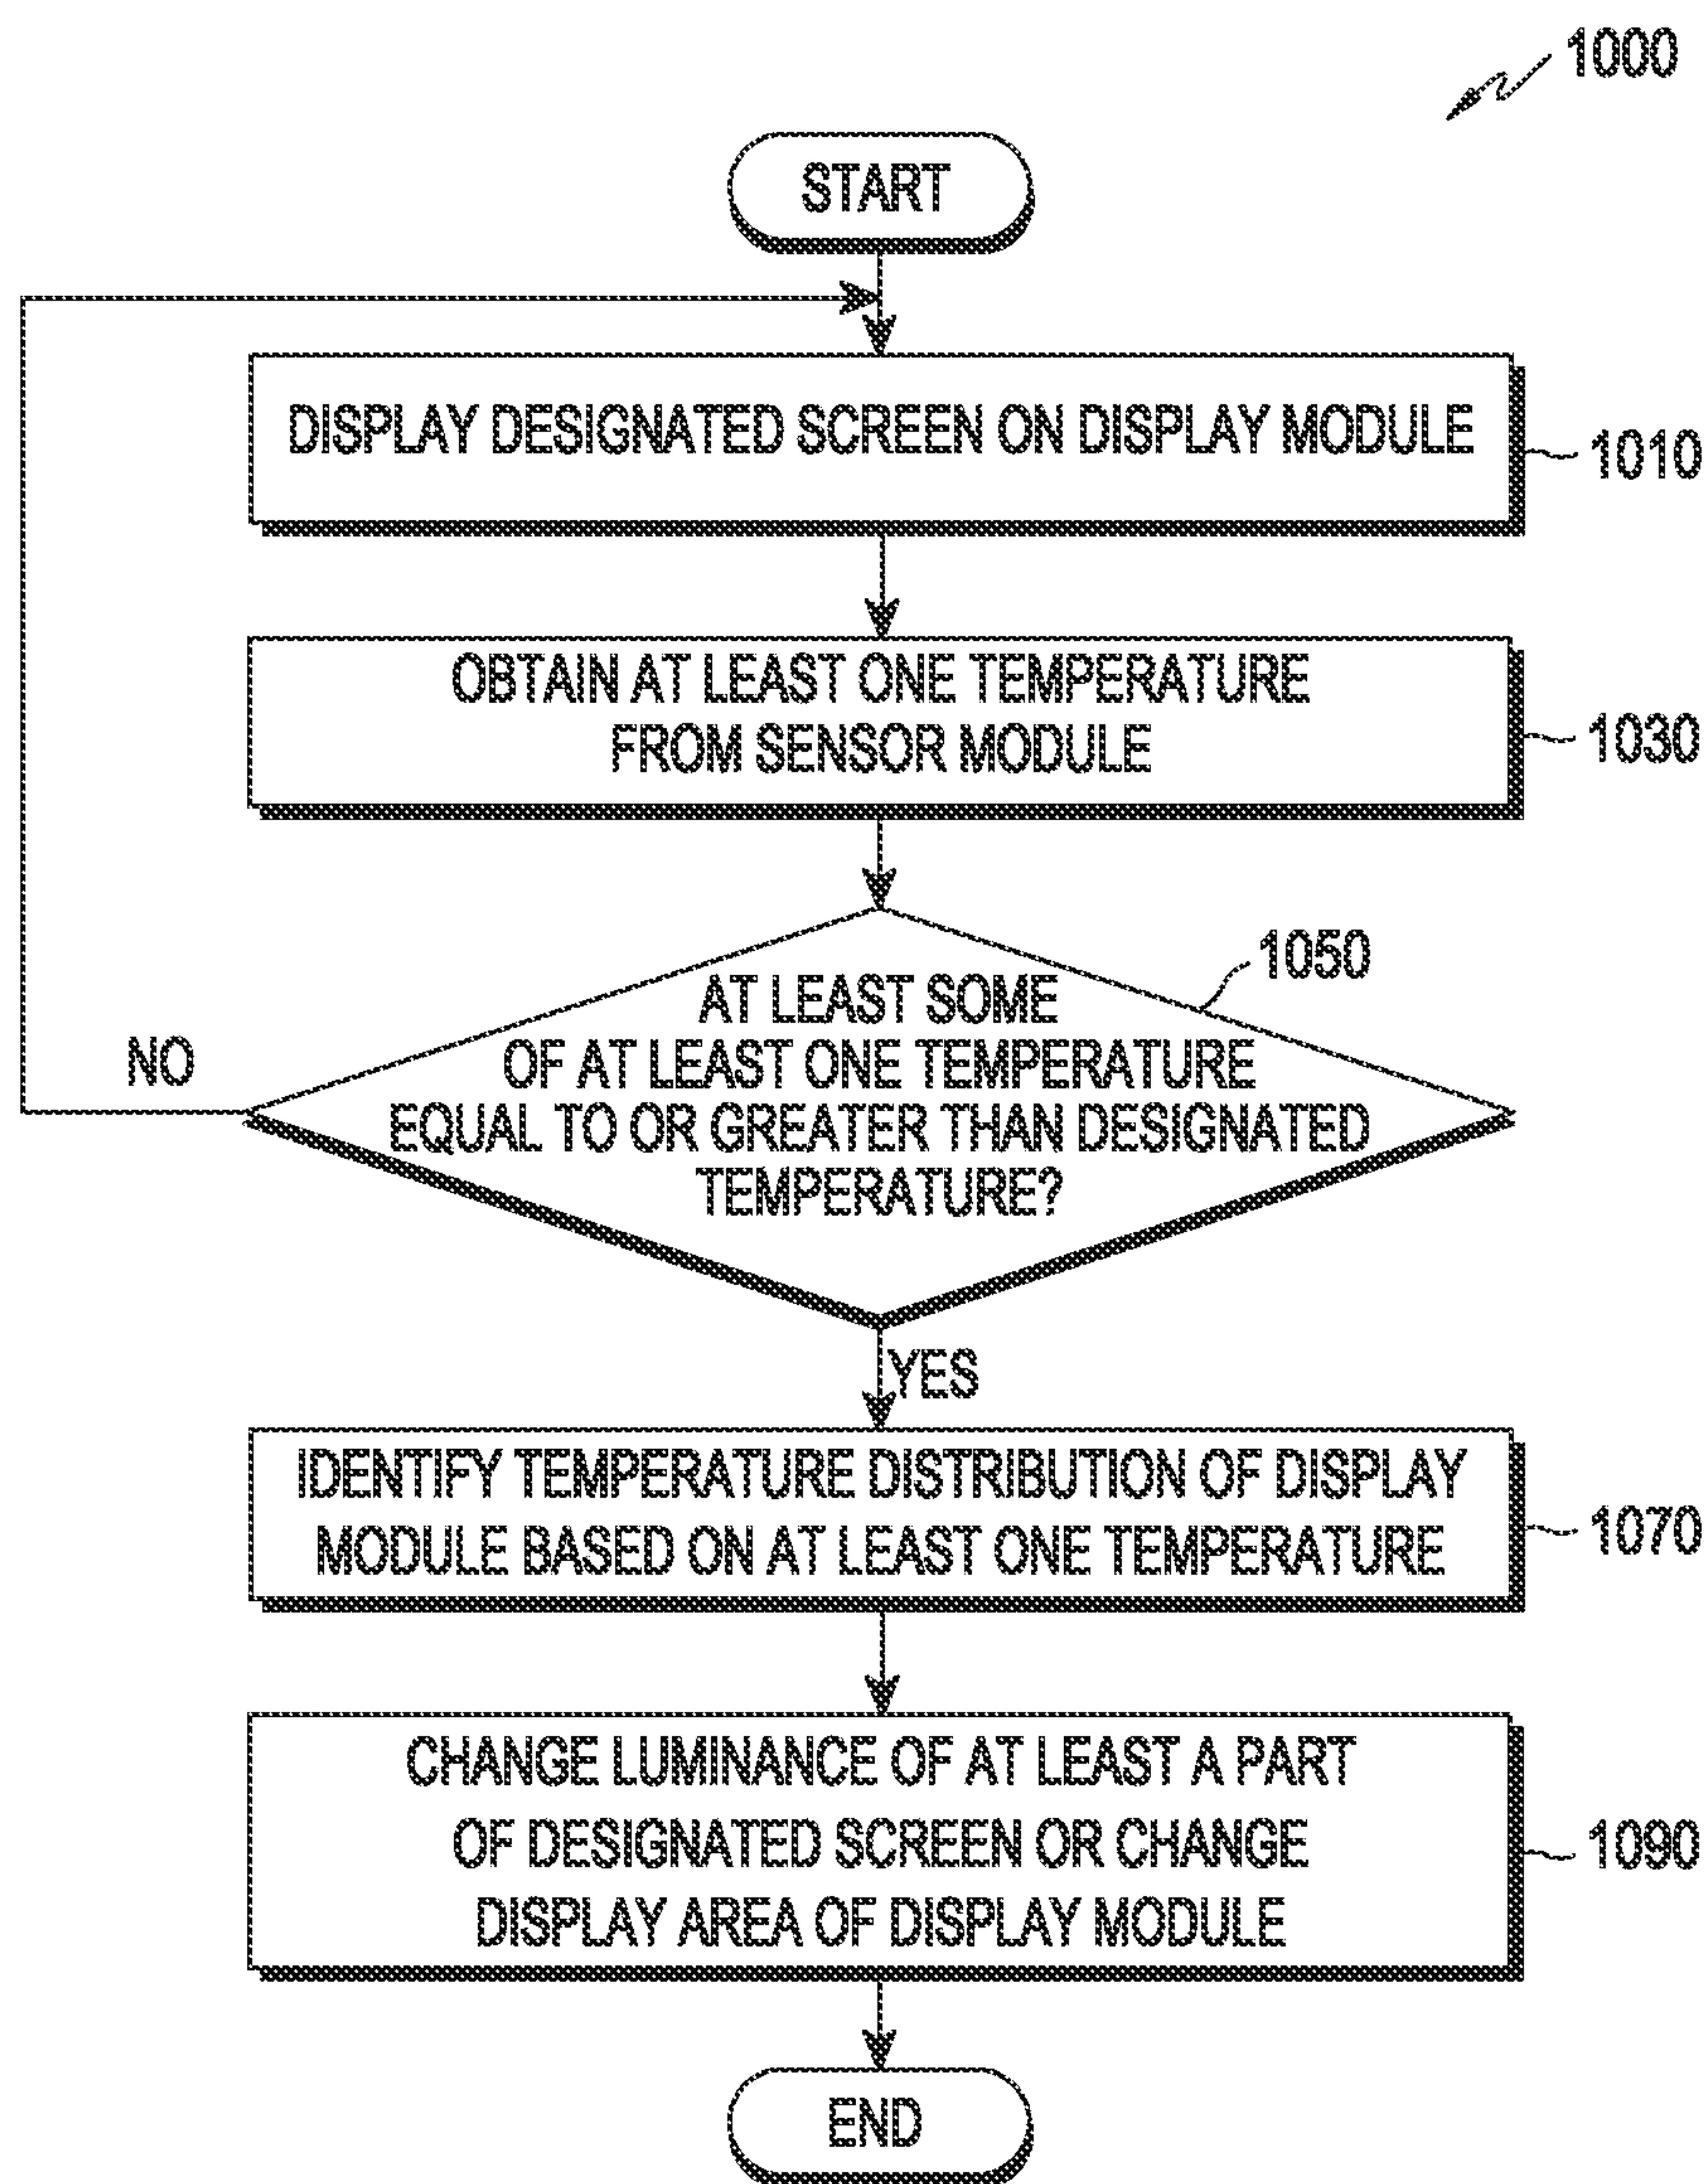 1000
START
DISPLAY DESIGNATED SCREEN ON DISPLAY MODULE
1010
OBTAIN AT LEAST ONE TEMPERATURE
FROM SENSOR MODULE
1030
1050
AT LEAST SOME
OF AT LEAST ONE TEMPERATURE
EQUAL TO OR GREATER THAN DESIGNATED
TEMPERATURE?
NO
YES
IDENTIFY TEMPERATURE DISTRIBUTION OF DISPLAY
MODULE BASED ON AT LEAST ONE TEMPERATURE
1070
CHANGE LUMINANCE OF AT LEAST A PART
OF DESIGNATED SCREEN OR CHANGE
DISPLAY AREA OF DISPLAY MODULE
1090
END